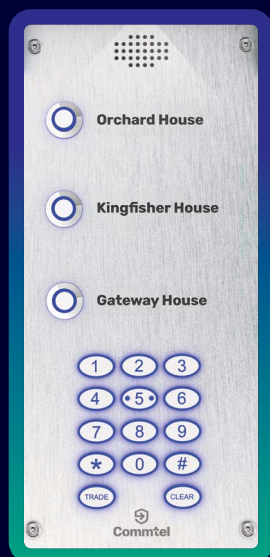 Orchard House
Kingfisher House
Gateway House
1 2 3
4 5 6
7 8 9
* 0 #
TRADE CLEAR
Commtel